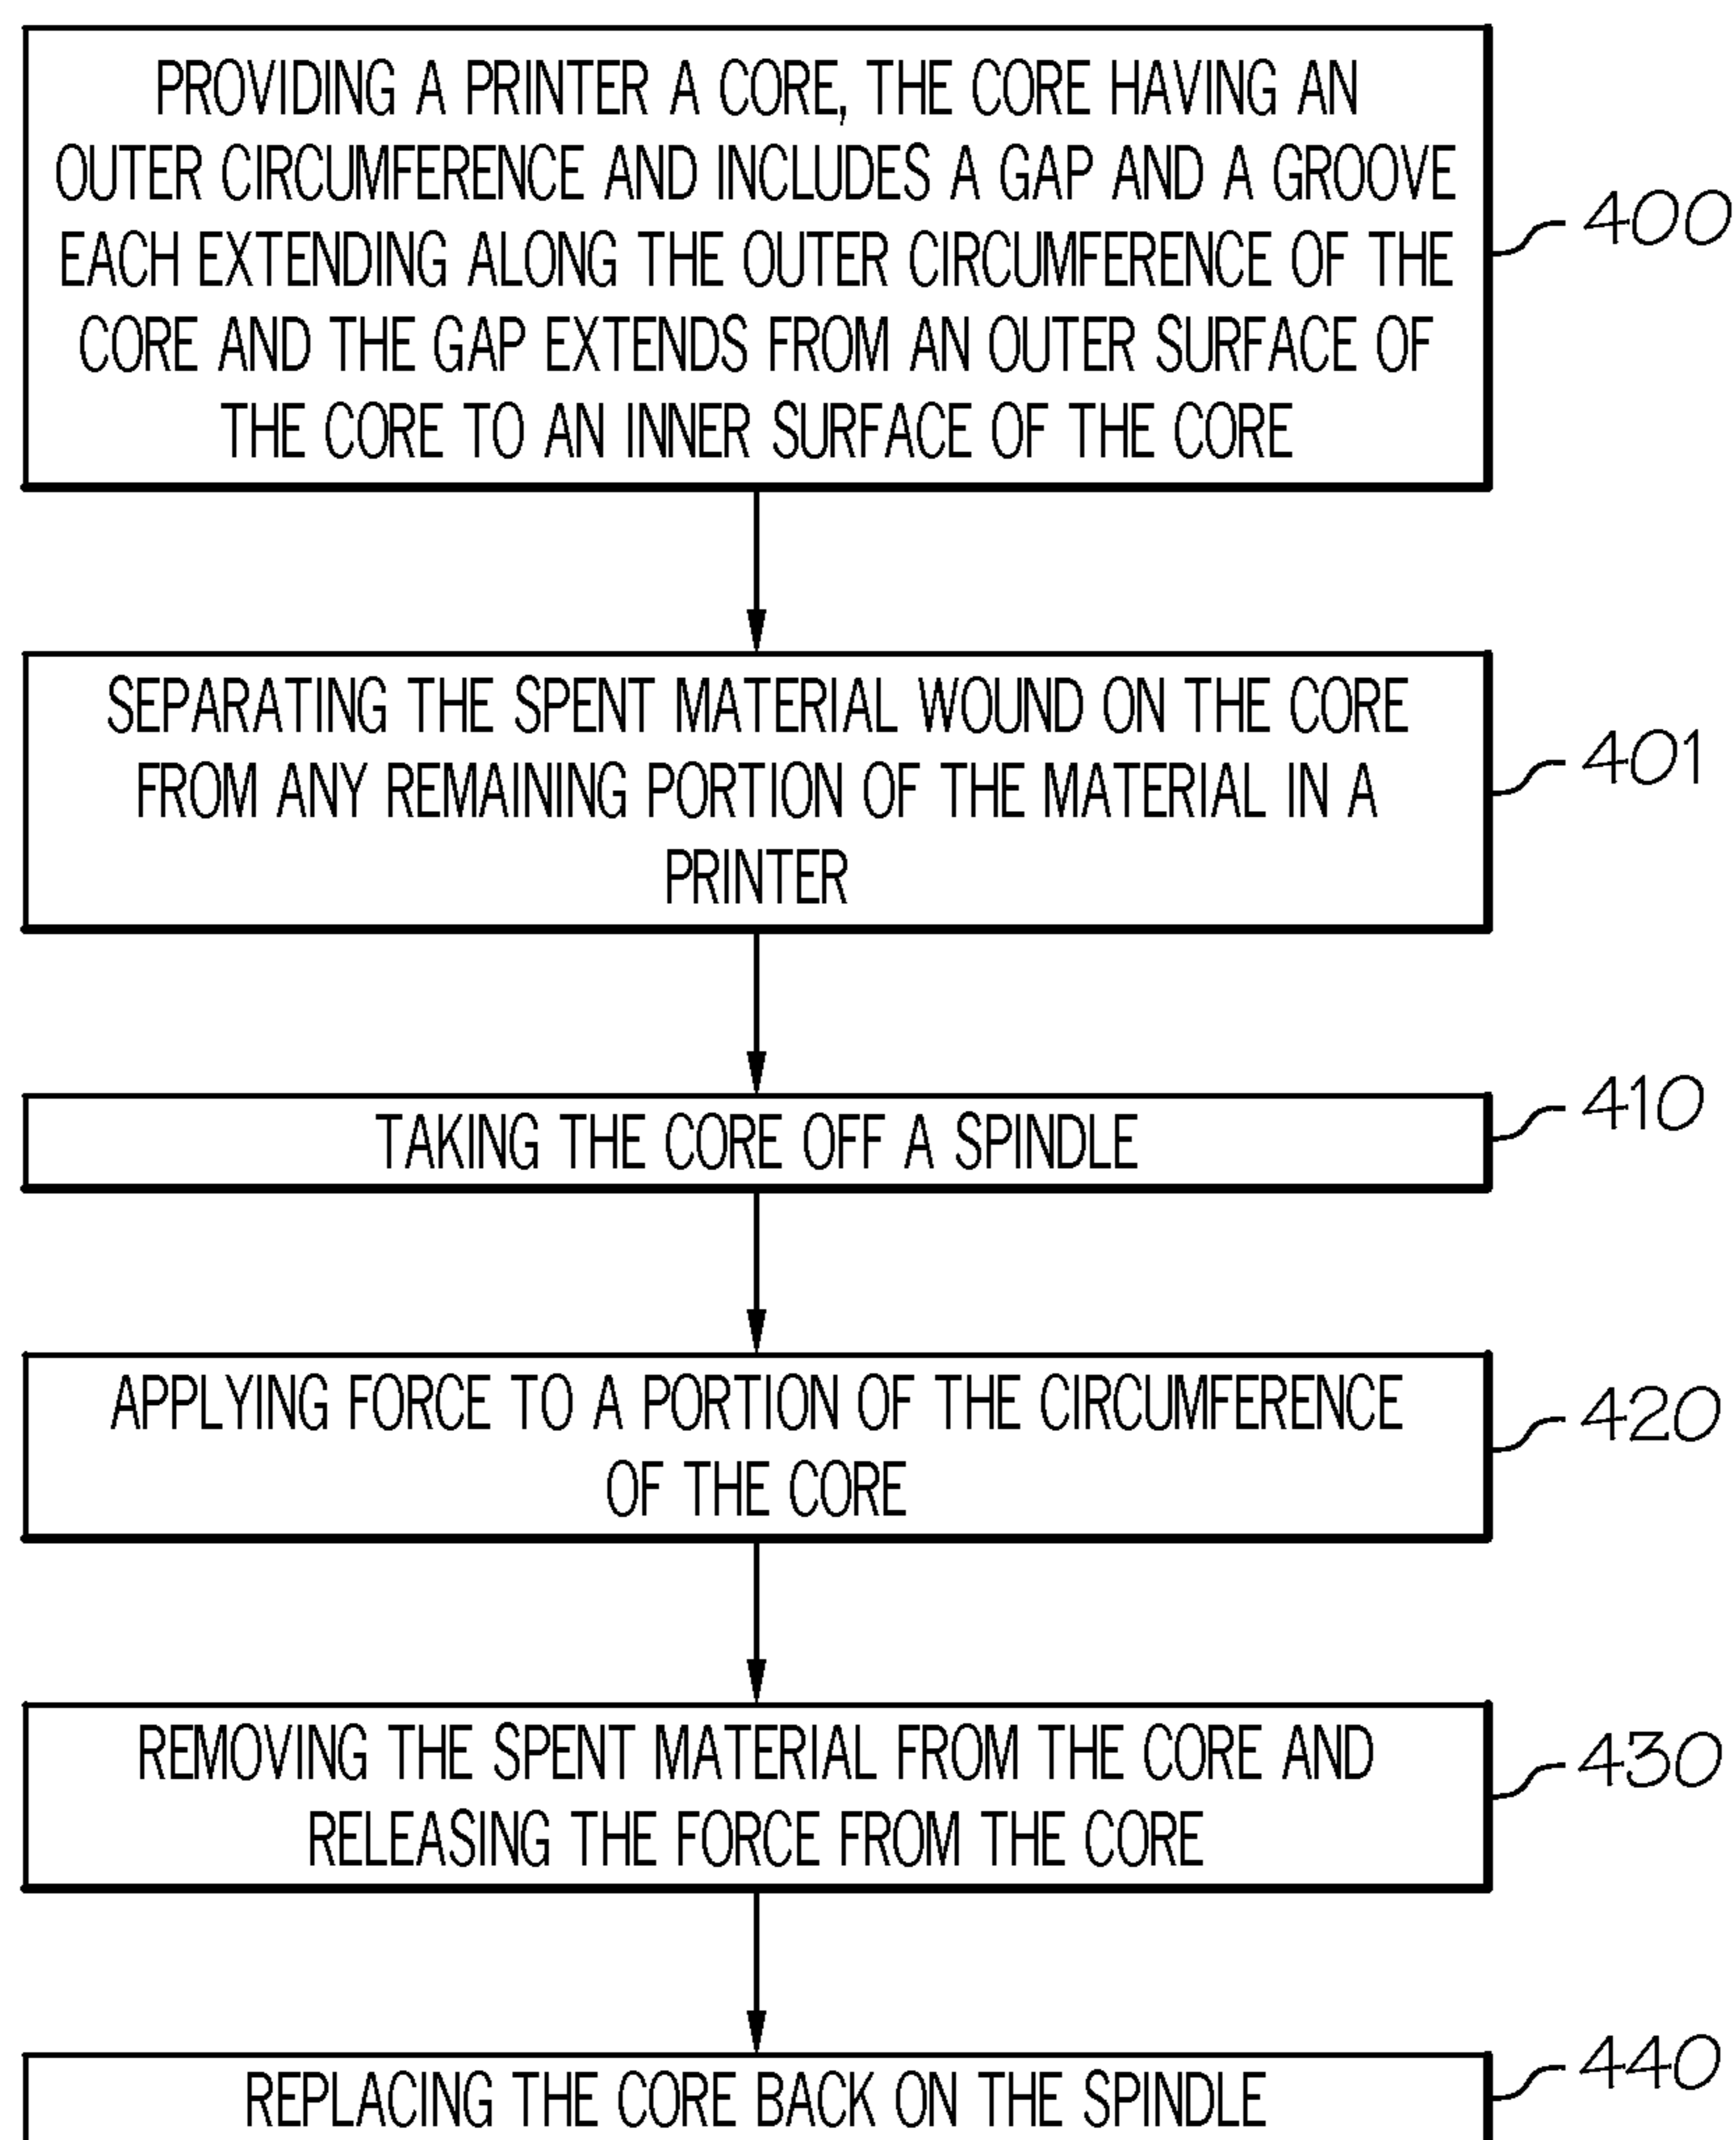 PROVIDING A PRINTER A CORE, THE CORE HAVING AN
OUTER CIRCUMFERENCE AND INCLUDES A GAP AND A GROOVE
EACH EXTENDING ALONG THE OUTER CIRCUMFERENCE OF THE
CORE AND THE GAP EXTENDS FROM AN OUTER SURFACE OF
THE CORE TO AN INNER SURFACE OF THE CORE
400
SEPARATING THE SPENT MATERIAL WOUND ON THE CORE
FROM ANY REMAINING PORTION OF THE MATERIAL IN A
PRINTER
401
TAKING THE CORE OFF A SPINDLE
410
APPLYING FORCE TO A PORTION OF THE CIRCUMFERENCE
OF THE CORE
420
REMOVING THE SPENT MATERIAL FROM THE CORE AND
RELEASING THE FORCE FROM THE CORE
430
REPLACING THE CORE BACK ON THE SPINDLE
440